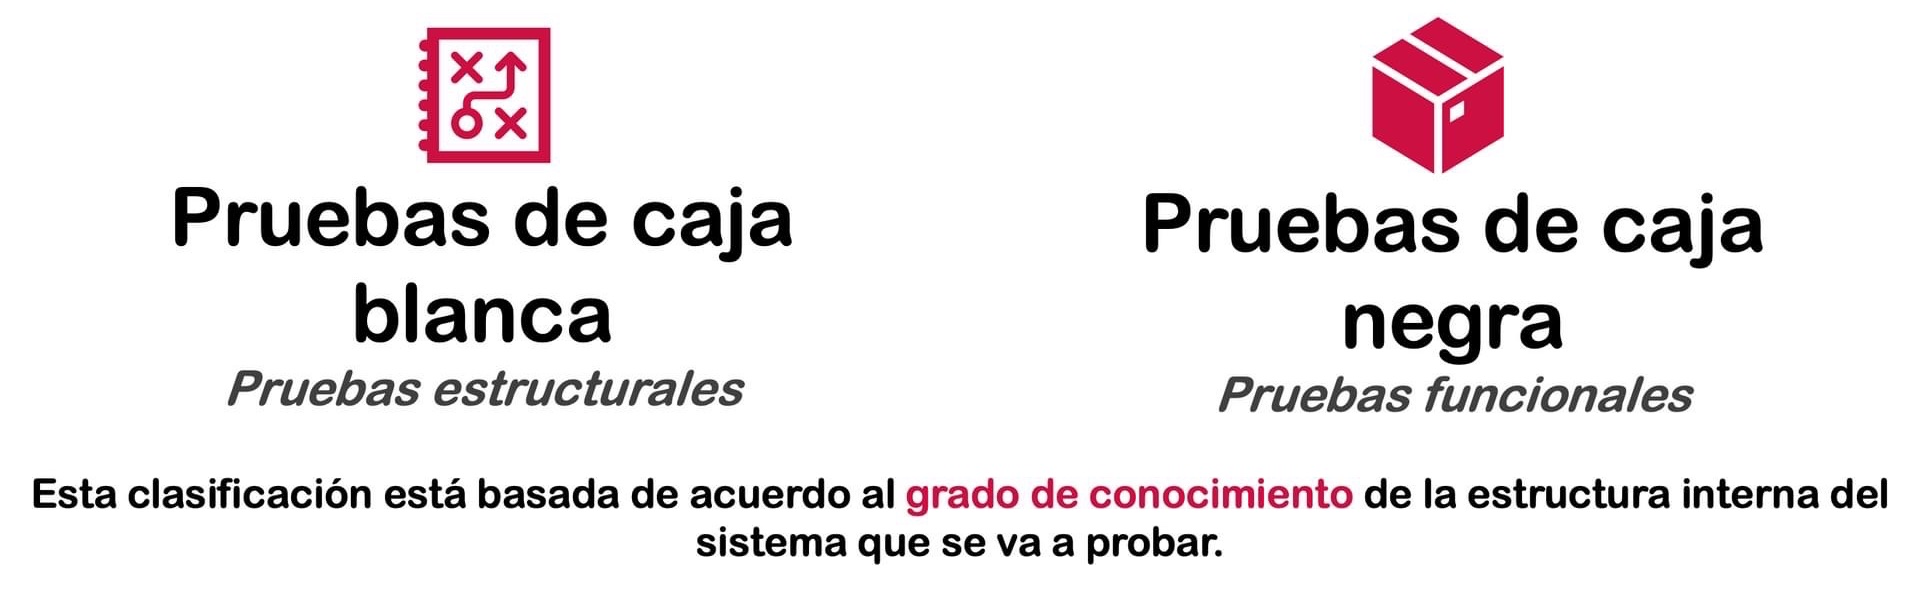 Pruebas de caja
blanca
Pruebas estructurales
Pruebas de caja
negra
Pruebas funcionales
Esta clasificación está basada de acuerdo al grado de conocimiento de la estructura interna del
sistema que se va a probar.